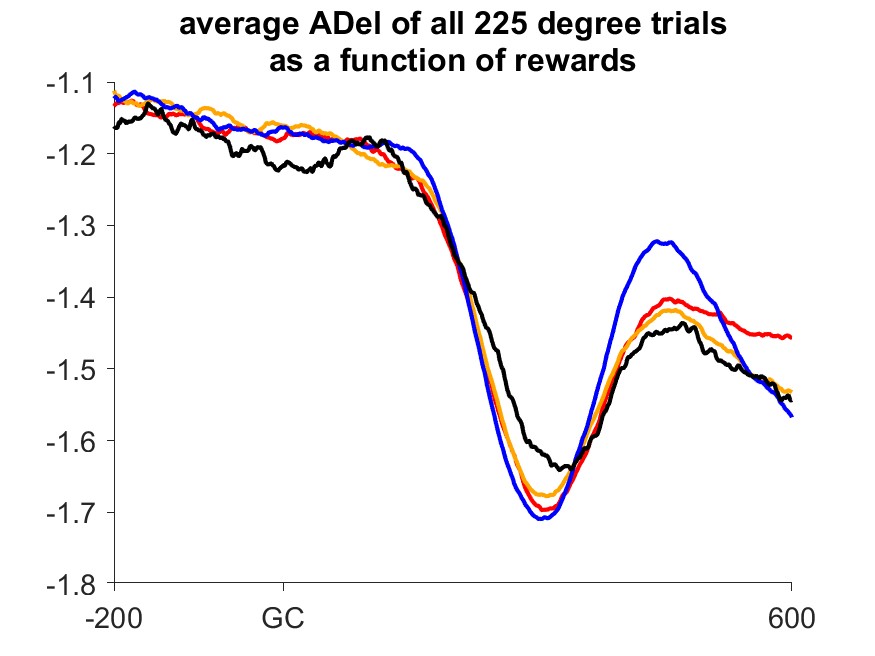 average ADel of all 225 degree trials
as a function of rewards
-1.1
-1.2
-1.3
-1.4
-1.5
-1.6
-1.7
-1.8
-200 GC 600